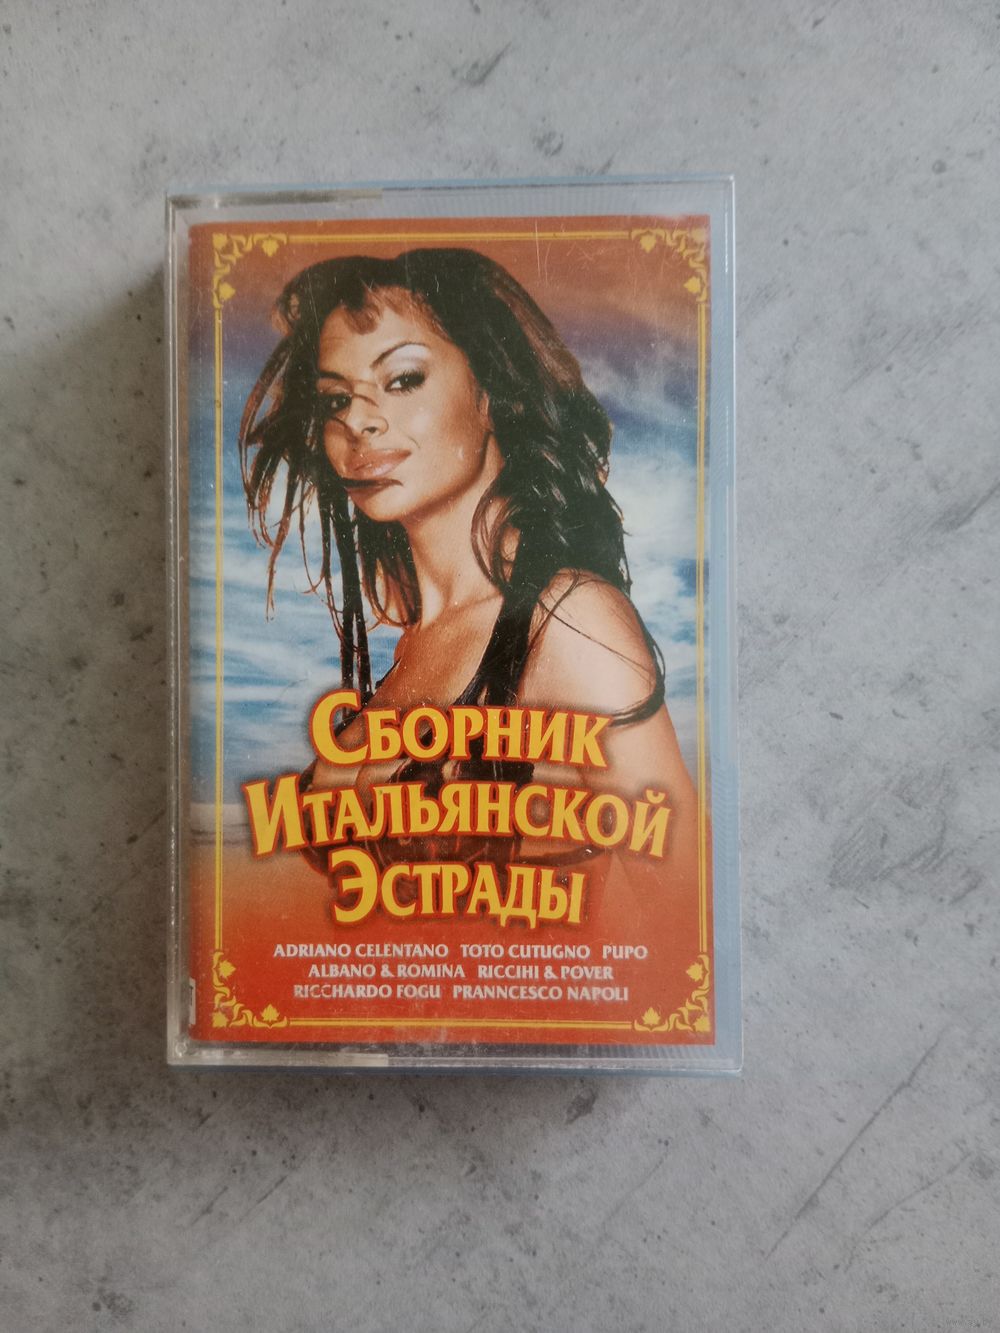 Сборник
Итальянской
Эстрады
ADRIANO CELENTANO TOTO CUTUGNO PUPO
ALBANO & ROMINA RICCIHI & POVER
RICCHARDO FOGU PRANNCESCO NAPOLI